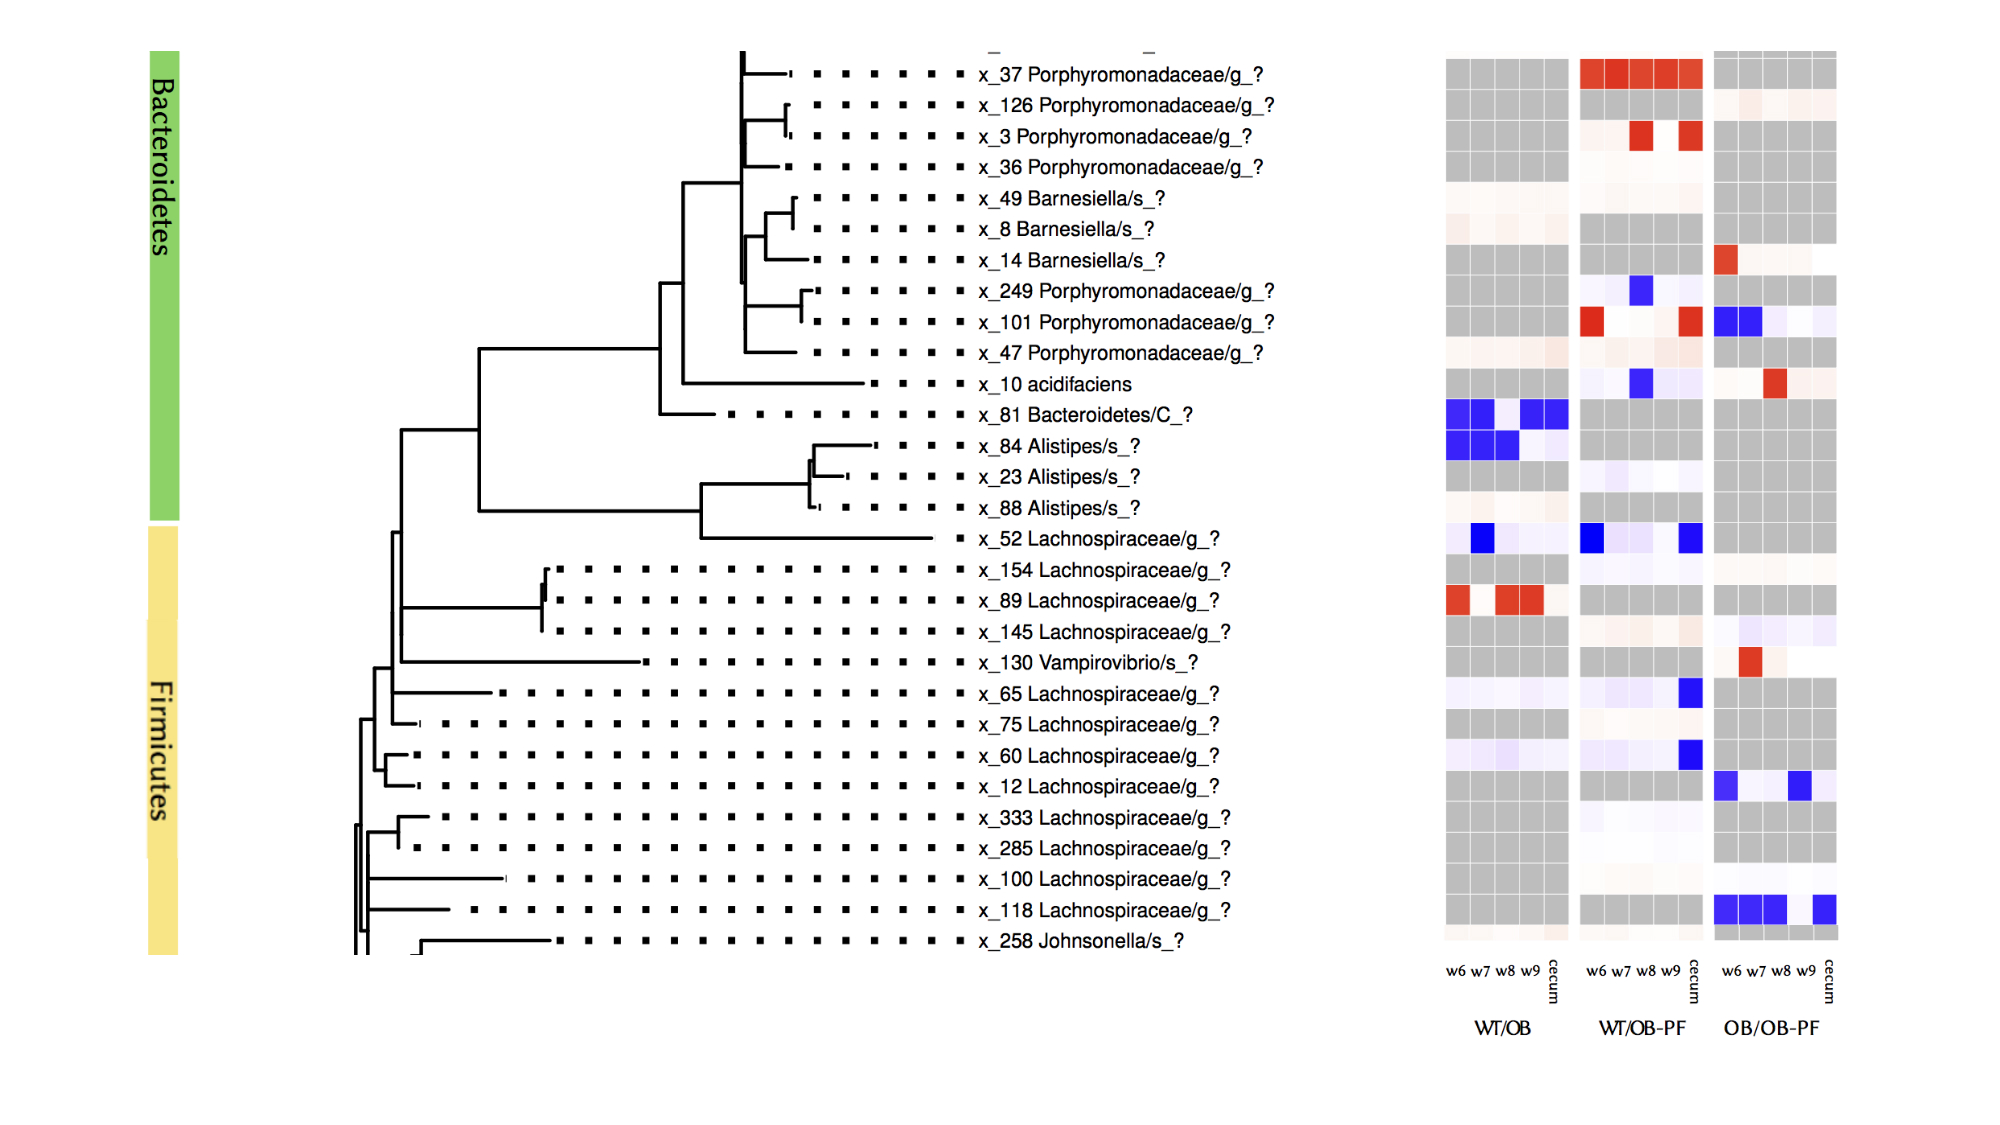 Bacteroidetes
Firmicutes
x_37 Porphyromonadaceae/g_?
x_126 Porphyromonadaceae/g_?
x_3 Porphyromonadaceae/g_?
x_36 Porphyromonadaceae/g_?
x_49 Barnesiella/s_?
x_8 Barnesiella/s_?
x_14 Barnesiella/s_?
x_249 Porphyromonadaceae/g_?
x_101 Porphyromonadaceae/g_?
x_47 Porphyromonadaceae/g_?
x_10 acidifaciens
x_81 Bacteroidetes/C_?
x_84 Alistipes/s_?
x_23 Alistipes/s_?
x_88 Alistipes/s_?
x_52 Lachnospiraceae/g_?
x_154 Lachnospiraceae/g_?
x_89 Lachnospiraceae/g_?
x_145 Lachnospiraceae/g_?
x_130 Vampirovibrio/s_?
x_65 Lachnospiraceae/g_?
x_75 Lachnospiraceae/g_?
x_60 Lachnospiraceae/g_?
x_12 Lachnospiraceae/g_?
x_333 Lachnospiraceae/g_?
x_285 Lachnospiraceae/g_?
x_100 Lachnospiraceae/g_?
x_118 Lachnospiraceae/g_?
x_258 Johnsonella/s_?
w6 w7 w8 w9 cecum
w6 w7 w8 w9 cecum
w6 w7 w8 w9 cecum
WT/OB
WT/OB-PF
OB/OB-PF